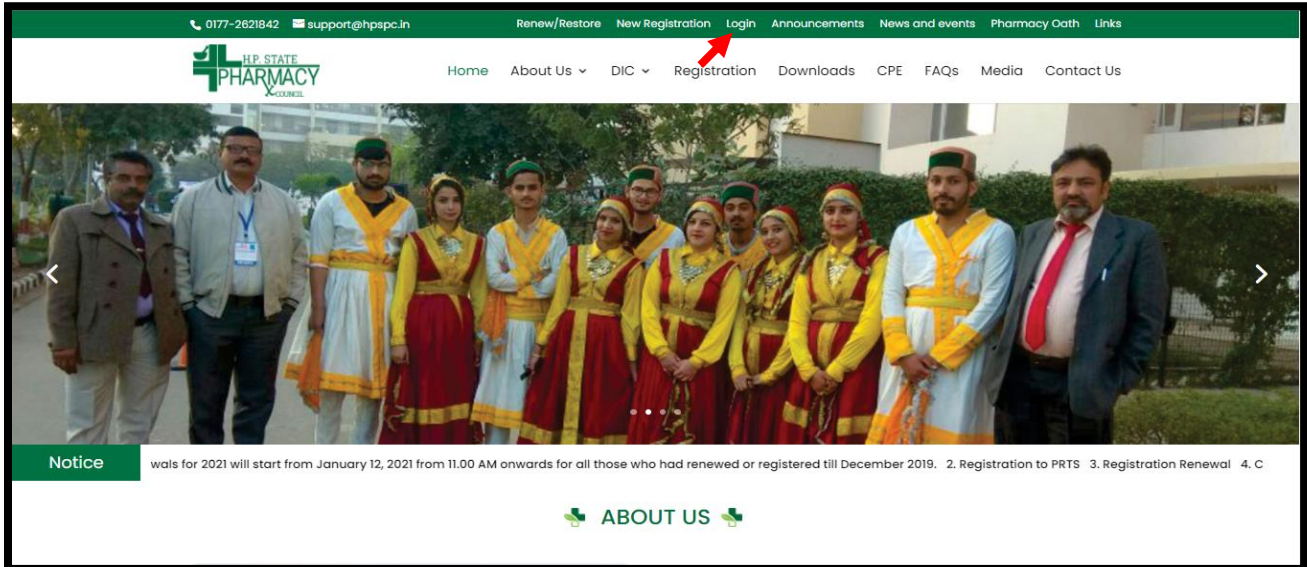 0177-2621842 support@hpspc.in Renew/Restore New Registration Login Announcements News and events Pharmacy Oath Links
H.P. STATE
PHARMACY
COUNCIL
Home About Us DIC Registration Downloads CPE FAQs Media Contact Us
Notice wals for 2021 will start from January 12, 2021 from 11.00 AM onwards for all those who had renewed or registered till December 2019. 2. Registration to PRTS 3. Registration Renewal 4. C
ABOUT US